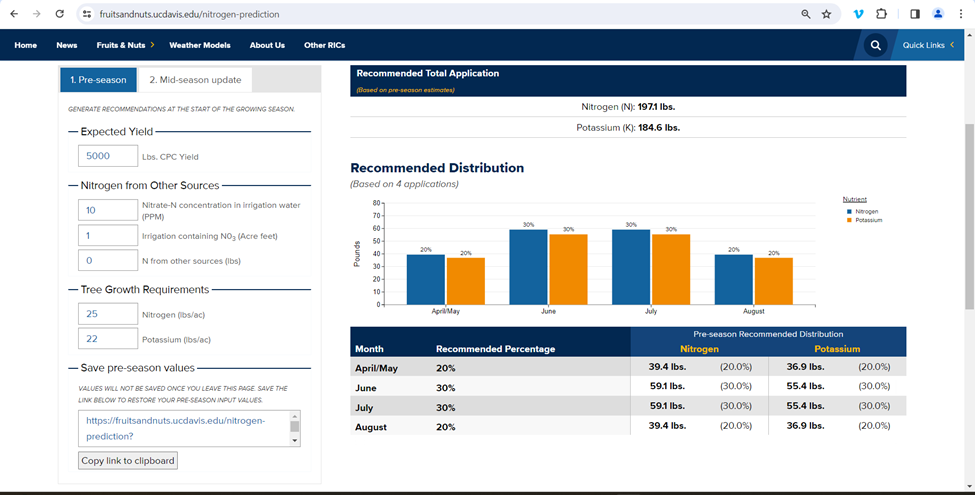 fruitsandnuts.ucdavis.edu/nitrogen-prediction
Home News Fruits & Nuts Weather Models About Us Other RICs Quick Links
1. Pre-season 2. Mid-season update
GENERATE RECOMMENDATIONS AT THE START OF THE GROWING SEASON.
Expected Yield
5000 Lbs. CPC Yield
Nitrogen from Other Sources
10 Nitrate-N concentration in irrigation water
(PPM)
1 Irrigation containing N0₃ (Acre feet)
0 N from other sources (lbs)
Tree Growth Requirements
25 Nitrogen (lbs/ac)
22 Potassium (lbs/ac)
Save pre-season values
VALUES WILL NOT BE SAVED ONCE YOU LEAVE THIS PAGE. SAVE THE
LINK BELOW TO RESTORE YOUR PRE-SEASON INPUT VALUES.
https://fruitsandnuts.ucdavis.edu/nitrogen-
prediction?
Copy link to clipboard
Recommended Total Application
(Based on pre-season estimates)
Nitrogen (N): 197.1 lbs.
Potassium (K): 184.6 lbs.
Recommended Distribution
(Based on 4 applications)
Nutrient
Nitrogen
Potassium
Pounds
80
70
60
50
40
30
20
10
0
20% 20% 30% 30% 30% 30% 20% 20%
April/May June July August
Pre-season Recommended Distribution
Month Recommended Percentage Nitrogen Potassium
April/May 20% 39.4 lbs. (20.0%) 36.9 lbs. (20.0%)
June 30% 59.1 lbs. (30.0%) 55.4 lbs. (30.0%)
July 30% 59.1 lbs. (30.0%) 55.4 lbs. (30.0%)
August 20% 39.4 lbs. (20.0%) 36.9 lbs. (20.0%)